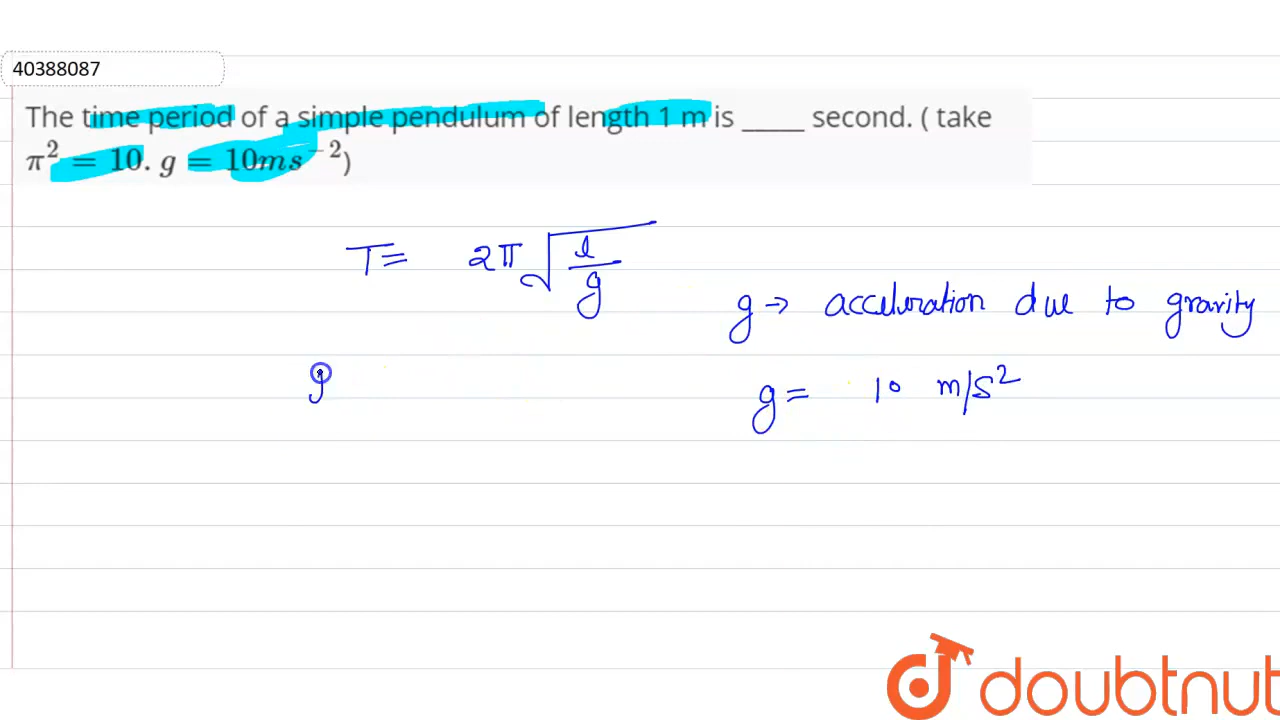 40388087
The time period of a simple pendulum of length 1 m is _____ second. ( take
π² = 10. g = 10ms⁻²)
T= 2π √(l/g)
g → acceleration due to gravity
g
g= 10 m/s²
doubtnut